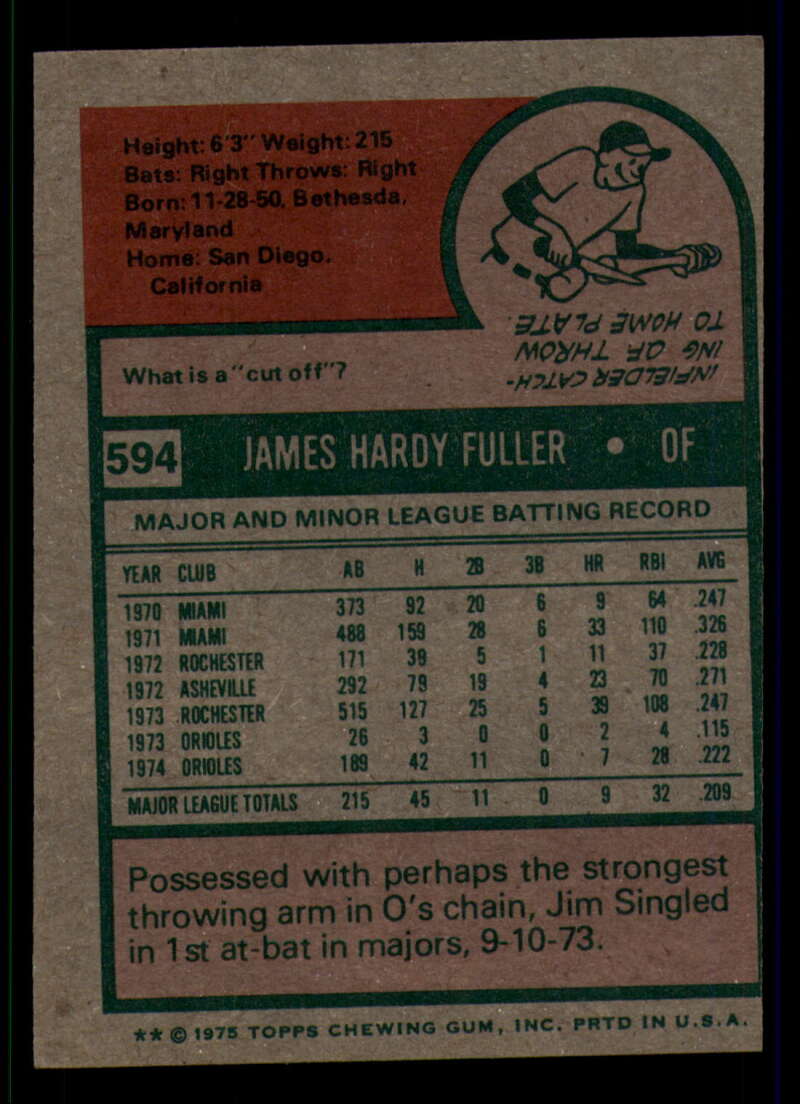 Height: 6'3" Weight: 215
Bats: Right Throws: Right
Born: 11-28-50, Bethesda,
Maryland
Home: San Diego,
California
What is a "cut off"?
INFIELDER CATCH-
ING OF THROW
TO HOME PLATE.
594 JAMES HARDY FULLER • OF
MAJOR AND MINOR LEAGUE BATTING RECORD
YEAR CLUB AB H 2B 3B HR RBI AVG
1970 MIAMI 373 92 20 6 9 64 .247
1971 MIAMI 488 159 28 6 33 110 .326
1972 ROCHESTER 171 39 5 1 11 37 .228
1972 ASHEVILLE 292 79 19 4 23 70 .271
1973 ROCHESTER 515 127 25 5 39 108 .247
1973 ORIOLES 26 3 0 0 2 4 .115
1974 ORIOLES 189 42 11 0 7 28 .222
MAJOR LEAGUE TOTALS 215 45 11 0 9 32 .209
Possessed with perhaps the strongest
throwing arm in O's chain, Jim Singled
in 1st at-bat in majors, 9-10-73.
** © 1975 TOPPS CHEWING GUM, INC. PRTD IN U.S.A.